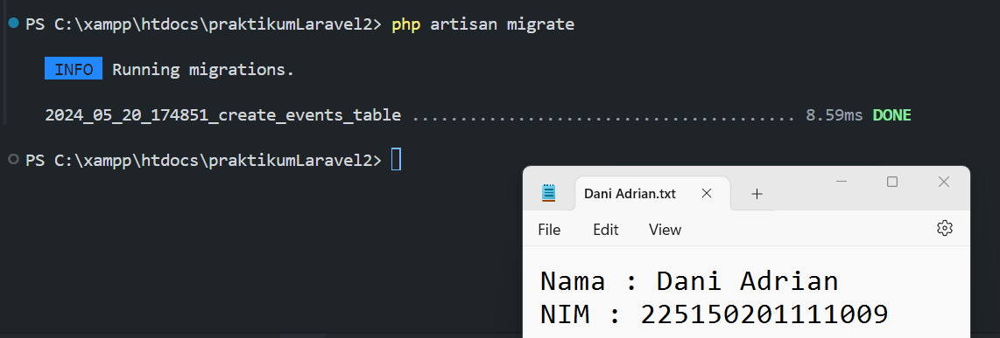 PS C:\xampp\htdocs\praktikumLaravel2> php artisan migrate
INFO Running migrations.
2024_05_20_174851_create_events_table ........................................ 8.59ms DONE
PS C:\xampp\htdocs\praktikumLaravel2>
Dani Adrian.txt
File Edit View
Nama : Dani Adrian
NIM : 225150201111009